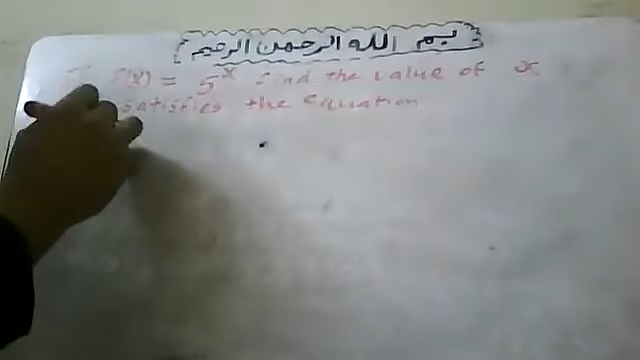 بسم الله الرحمن الرحيم
f(x) = 5^x find the value of x
satisfies the equation